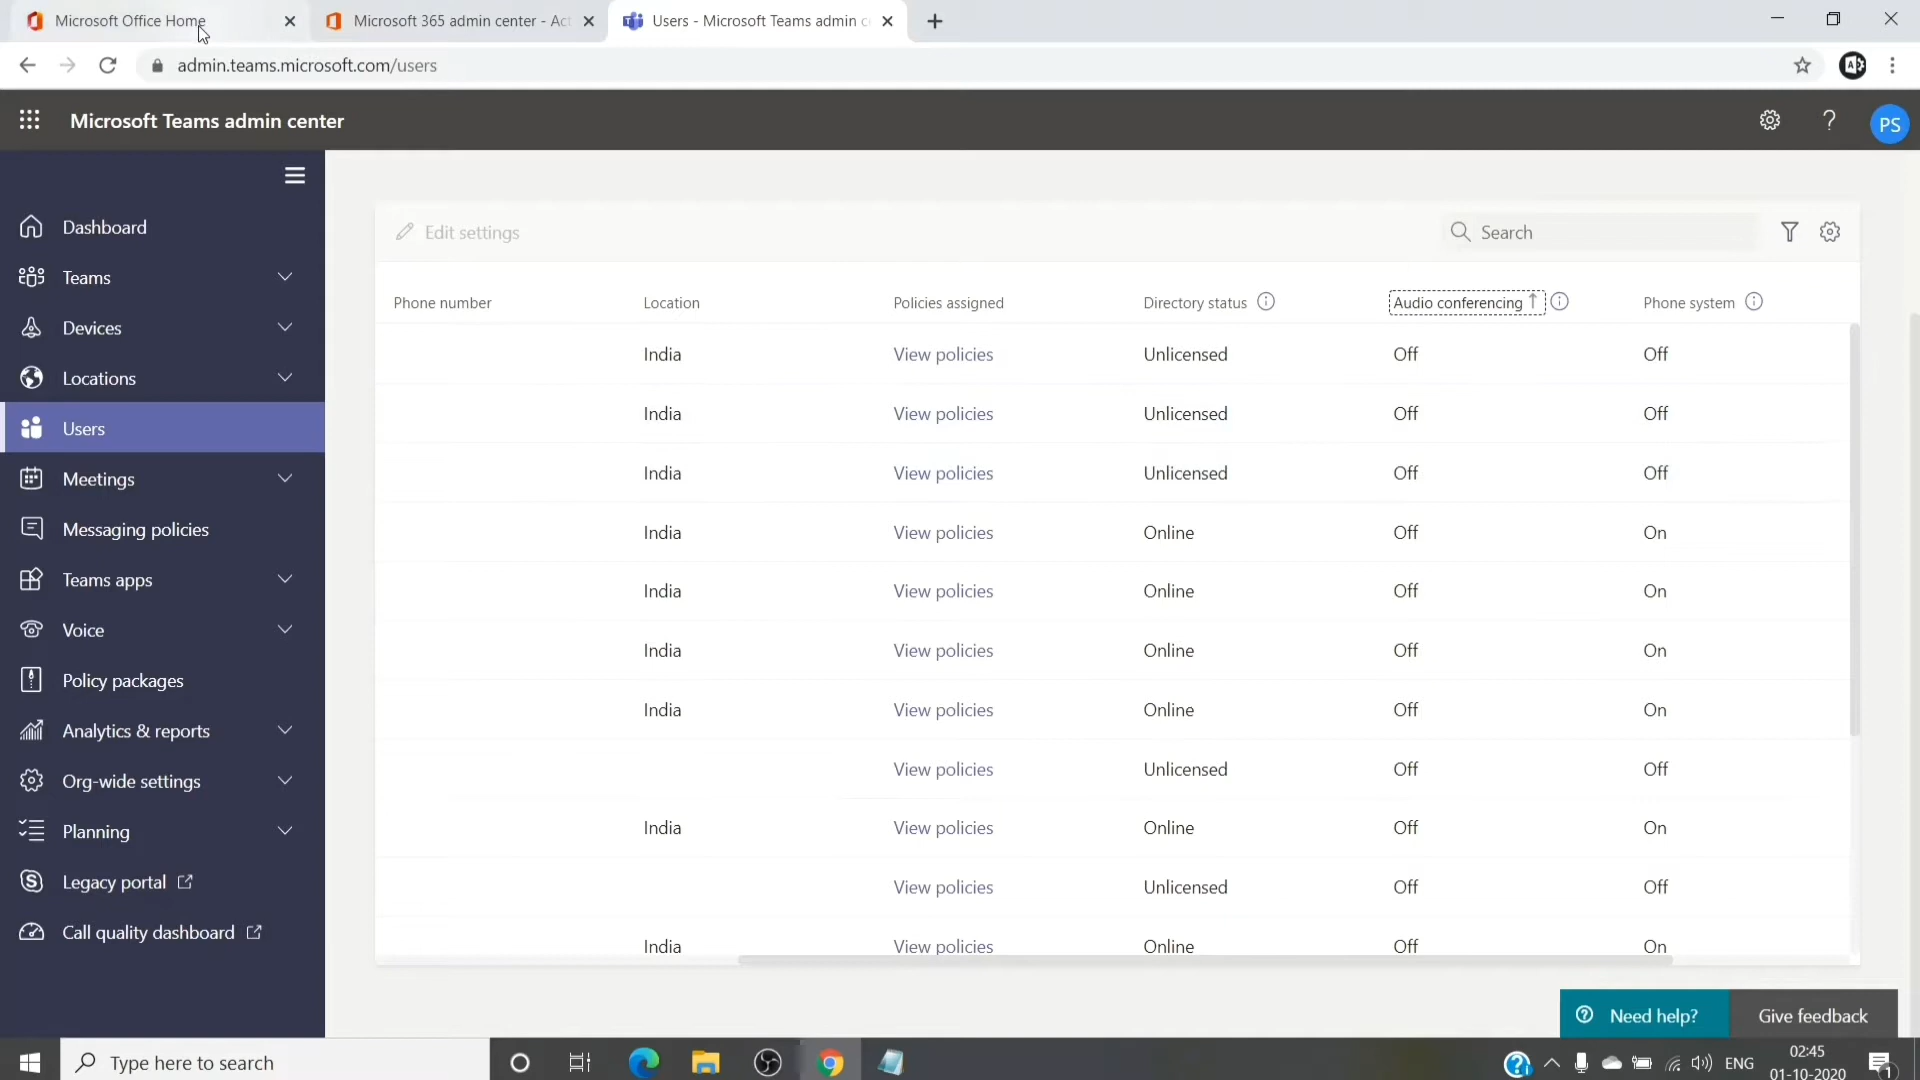 Microsoft Office Home
Microsoft 365 admin center - Act
Users - Microsoft Teams admin c
admin.teams.microsoft.com/users
Microsoft Teams admin center
PS
Edit settings
Search
Phone number Location Policies assigned Directory status Audio conferencing Phone system
India View policies Unlicensed Off Off
India View policies Unlicensed Off Off
India View policies Unlicensed Off Off
India View policies Online Off On
India View policies Online Off On
India View policies Online Off On
India View policies Online Off On
View policies Unlicensed Off Off
India View policies Online Off On
View policies Unlicensed Off Off
India View policies Online Off On
Dashboard
Teams
Devices
Locations
Users
Meetings
Messaging policies
Teams apps
Voice
Policy packages
Analytics & reports
Org-wide settings
Planning
Legacy portal
Call quality dashboard
Need help?
Give feedback
Type here to search
ENG
02:45
01-10-2020
1